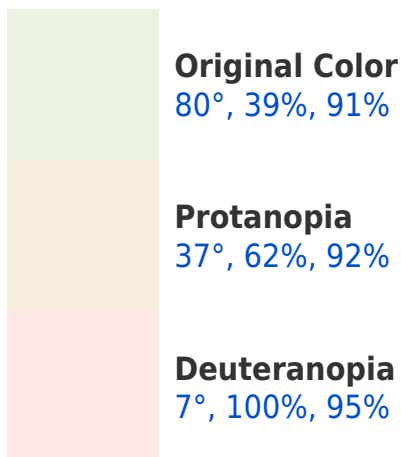 Original Color
80°, 39%, 91%
Protanopia
37°, 62%, 92%
Deuteranopia
7°, 100%, 95%